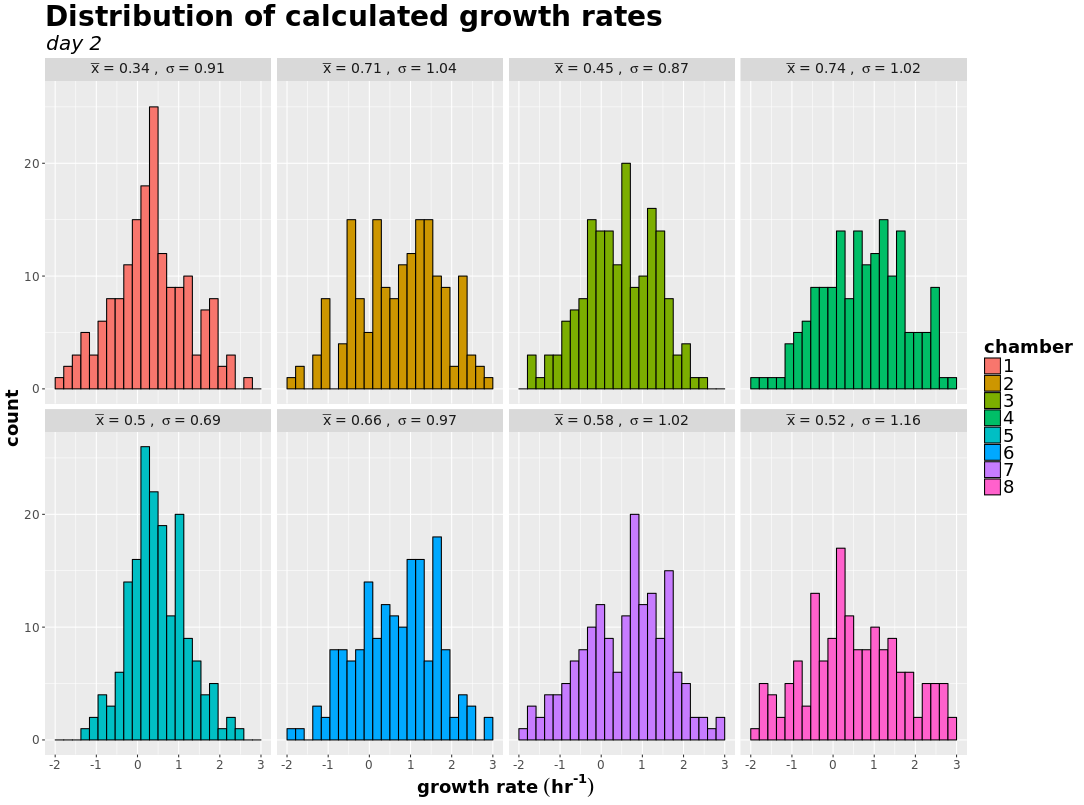 Distribution of calculated growth rates
day 2
x̅ = 0.34 , σ = 0.91
x̅ = 0.71 , σ = 1.04
x̅ = 0.45 , σ = 0.87
x̅ = 0.74 , σ = 1.02
20
10
0
x̅ = 0.5 , σ = 0.69
x̅ = 0.66 , σ = 0.97
x̅ = 0.58 , σ = 1.02
x̅ = 0.52 , σ = 1.16
20
10
0
-2 -1 0 1 2 3
-2 -1 0 1 2 3
-2 -1 0 1 2 3
-2 -1 0 1 2 3
count
growth rate (hr⁻¹)
chamber
1
2
3
4
5
6
7
8